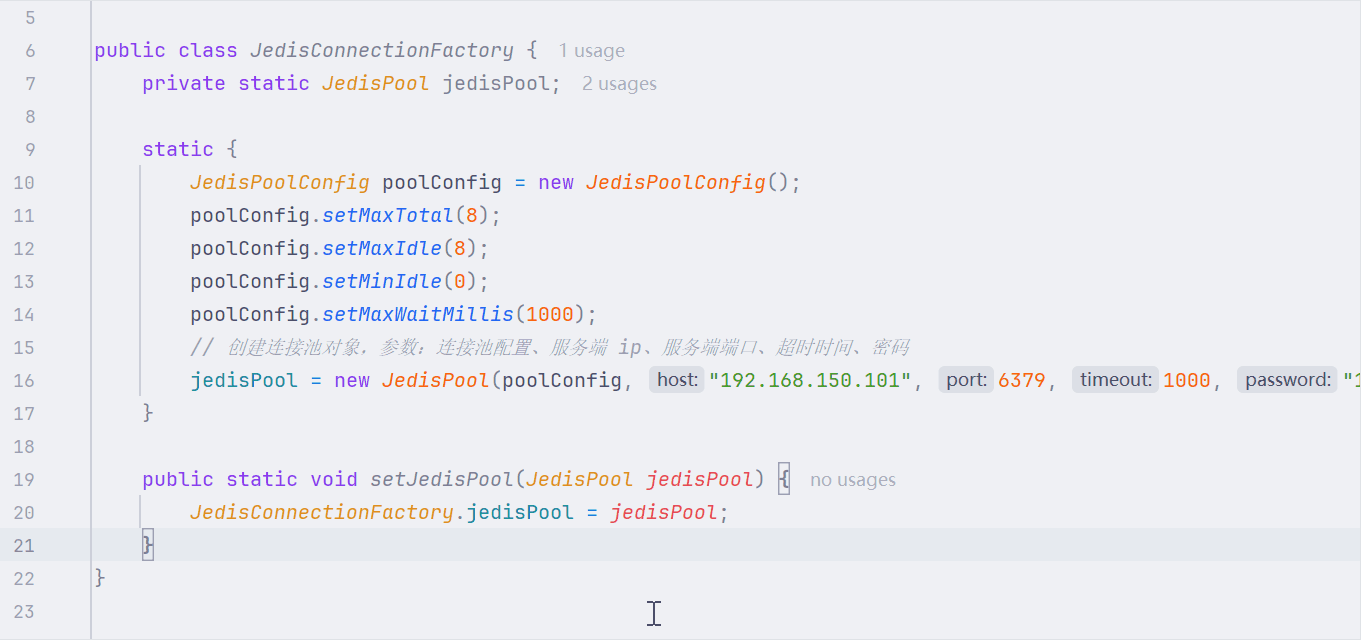 5
6 public class JedisConnectionFactory { 1 usage
7 private static JedisPool jedisPool; 2 usages
8
9 static {
10 JedisPoolConfig poolConfig = new JedisPoolConfig();
11 poolConfig.setMaxTotal(8);
12 poolConfig.setMaxIdle(8);
13 poolConfig.setMinIdle(0);
14 poolConfig.setMaxWaitMillis(1000);
15 // 创建连接池对象，参数：连接池配置、服务端 ip、服务端端口、超时时间、密码
16 jedisPool = new JedisPool(poolConfig, host: "192.168.150.101", port: 6379, timeout: 1000, password: "1
17 }
18
19 public static void setJedisPool(JedisPool jedisPool) { no usages
20 JedisConnectionFactory.jedisPool = jedisPool;
21 }
22 }
23